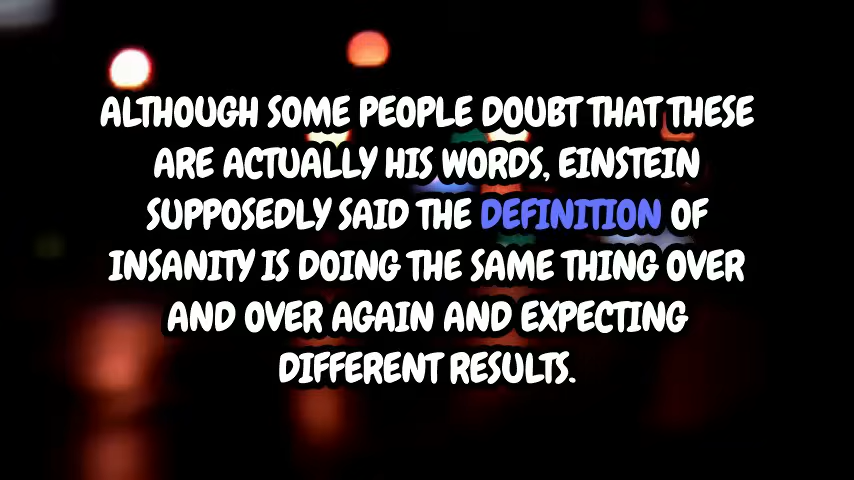 ALTHOUGH SOME PEOPLE DOUBT THAT THESE
ARE ACTUALLY HIS WORDS, EINSTEIN
SUPPOSEDLY SAID THE DEFINITION OF
INSANITY IS DOING THE SAME THING OVER
AND OVER AGAIN AND EXPECTING
DIFFERENT RESULTS.